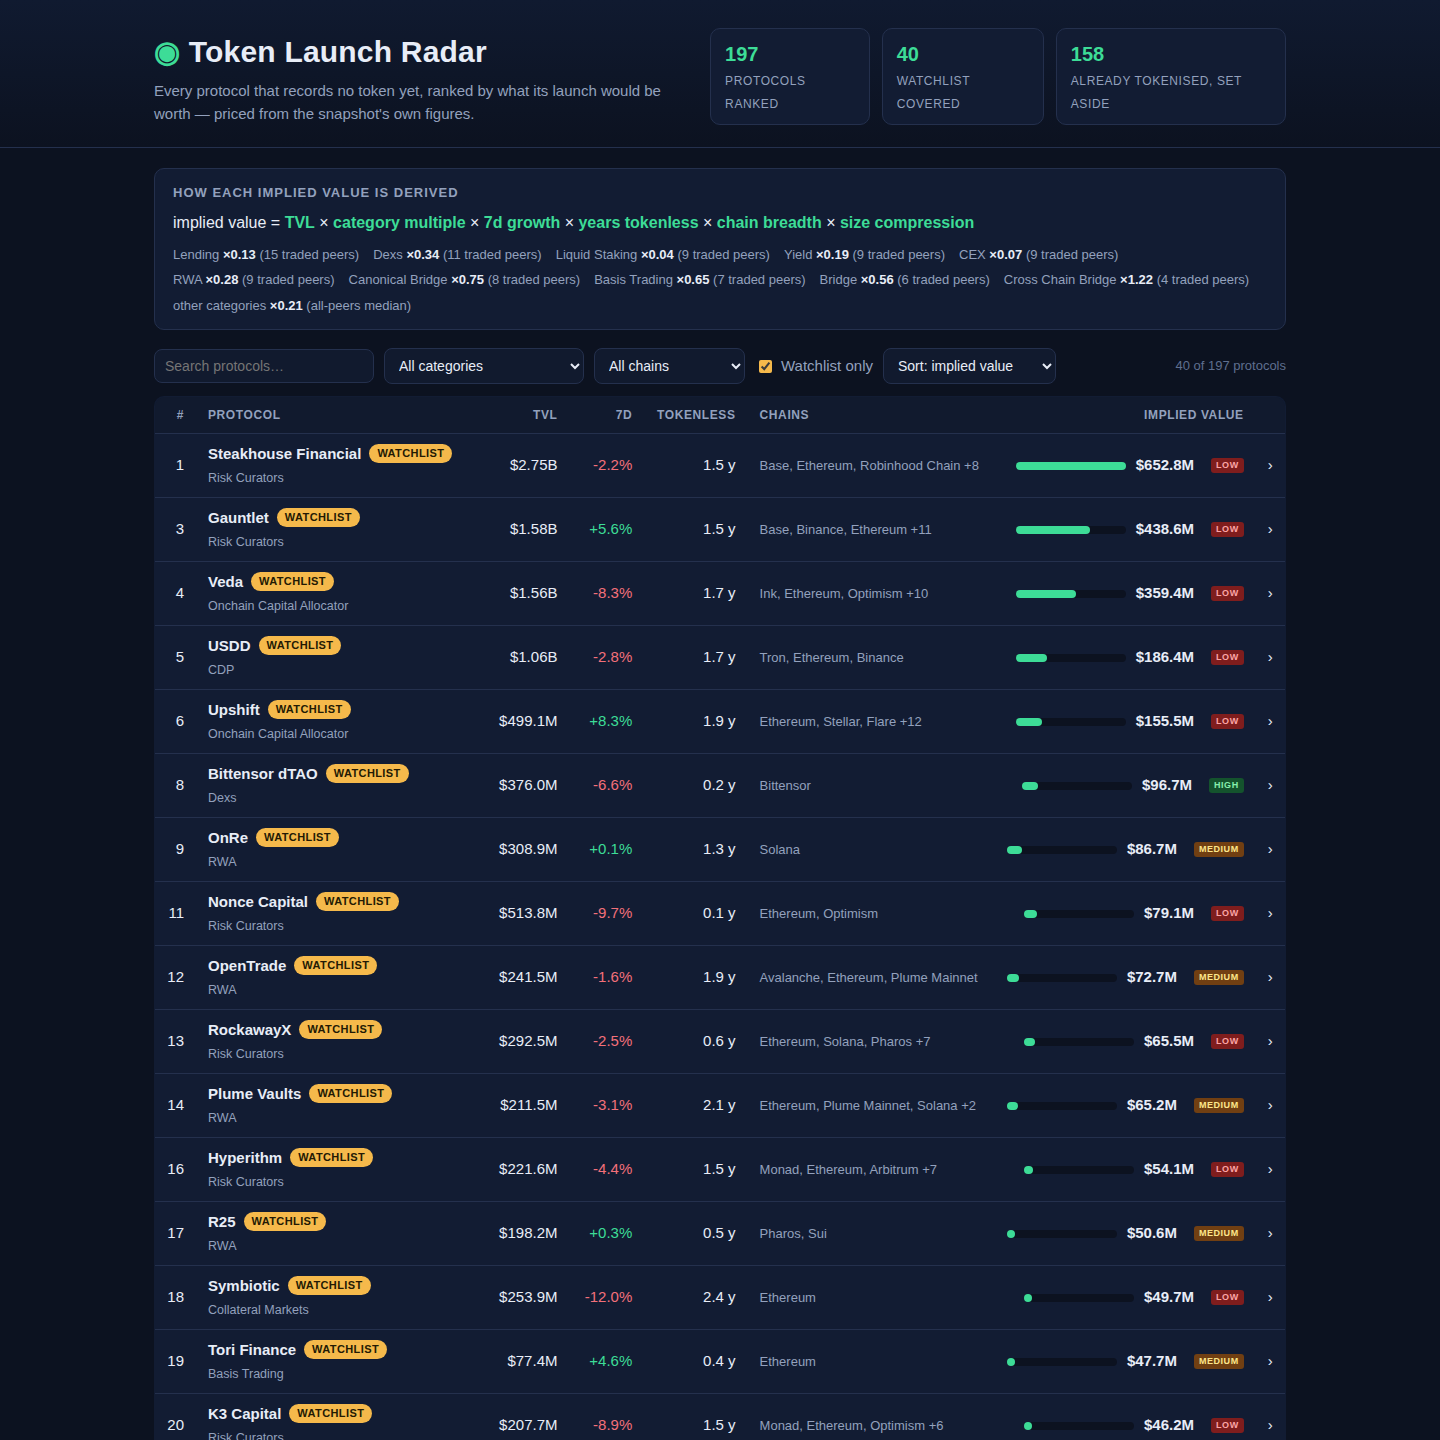 Token Launch Radar
Every protocol that records no token yet, ranked by what its launch would be
worth — priced from the snapshot's own figures.
197
PROTOCOLS
RANKED
40
WATCHLIST
COVERED
158
ALREADY TOKENISED, SET
ASIDE
HOW EACH IMPLIED VALUE IS DERIVED
implied value = TVL × category multiple × 7d growth × years tokenless × chain breadth × size compression
Lending ×0.13 (15 traded peers) Dexs ×0.34 (11 traded peers) Liquid Staking ×0.04 (9 traded peers) Yield ×0.19 (9 traded peers) CEX ×0.07 (9 traded peers)
RWA ×0.28 (9 traded peers) Canonical Bridge ×0.75 (8 traded peers) Basis Trading ×0.65 (7 traded peers) Bridge ×0.56 (6 traded peers) Cross Chain Bridge ×1.22 (4 traded peers)
other categories ×0.21 (all-peers median)
Search protocols… All categories All chains Watchlist only Sort: implied value 40 of 197 protocols
# PROTOCOL TVL 7D TOKENLESS CHAINS IMPLIED VALUE
1 Steakhouse Financial WATCHLIST $2.75B -2.2% 1.5 y Base, Ethereum, Robinhood Chain +8 $652.8M LOW ›
Risk Curators
3 Gauntlet WATCHLIST $1.58B +5.6% 1.5 y Base, Binance, Ethereum +11 $438.6M LOW ›
Risk Curators
4 Veda WATCHLIST $1.56B -8.3% 1.7 y Ink, Ethereum, Optimism +10 $359.4M LOW ›
Onchain Capital Allocator
5 USDD WATCHLIST $1.06B -2.8% 1.7 y Tron, Ethereum, Binance $186.4M LOW ›
CDP
6 Upshift WATCHLIST $499.1M +8.3% 1.9 y Ethereum, Stellar, Flare +12 $155.5M LOW ›
Onchain Capital Allocator
8 Bittensor dTAO WATCHLIST $376.0M -6.6% 0.2 y Bittensor $96.7M HIGH ›
Dexs
9 OnRe WATCHLIST $308.9M +0.1% 1.3 y Solana $86.7M MEDIUM ›
RWA
11 Nonce Capital WATCHLIST $513.8M -9.7% 0.1 y Ethereum, Optimism $79.1M LOW ›
Risk Curators
12 OpenTrade WATCHLIST $241.5M -1.6% 1.9 y Avalanche, Ethereum, Plume Mainnet $72.7M MEDIUM ›
RWA
13 RockawayX WATCHLIST $292.5M -2.5% 0.6 y Ethereum, Solana, Pharos +7 $65.5M LOW ›
Risk Curators
14 Plume Vaults WATCHLIST $211.5M -3.1% 2.1 y Ethereum, Plume Mainnet, Solana +2 $65.2M MEDIUM ›
RWA
16 Hyperithm WATCHLIST $221.6M -4.4% 1.5 y Monad, Ethereum, Arbitrum +7 $54.1M LOW ›
Risk Curators
17 R25 WATCHLIST $198.2M +0.3% 0.5 y Pharos, Sui $50.6M MEDIUM ›
RWA
18 Symbiotic WATCHLIST $253.9M -12.0% 2.4 y Ethereum $49.7M LOW ›
Collateral Markets
19 Tori Finance WATCHLIST $77.4M +4.6% 0.4 y Ethereum $47.7M MEDIUM ›
Basis Trading
20 K3 Capital WATCHLIST $207.7M -8.9% 1.5 y Monad, Ethereum, Optimism +6 $46.2M LOW ›
Risk Curators